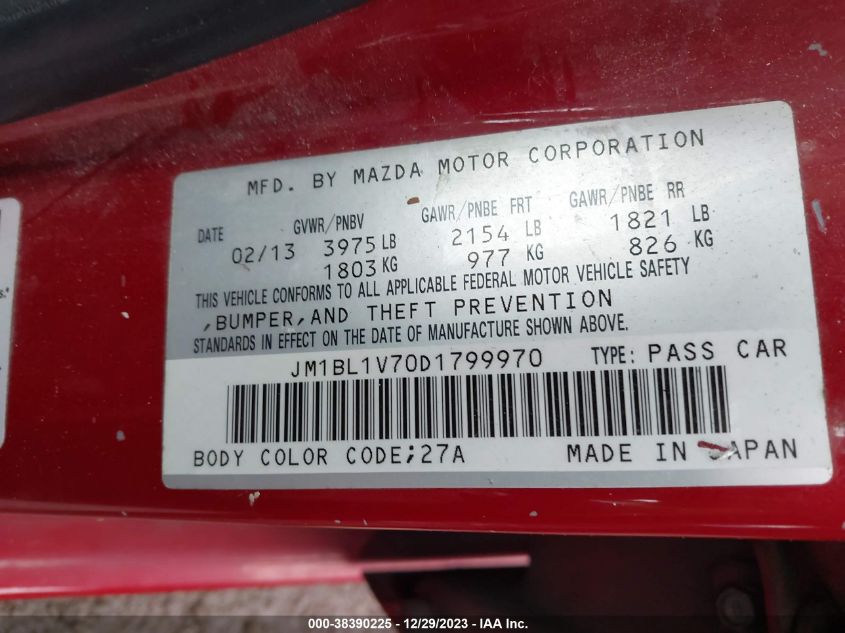 MFD. BY MAZDA MOTOR CORPORATION
DATE GVWR/PNBV GAWR/PNBE FRT GAWR/PNBE RR
02/13 3975 LB 2154 LB 1821 LB
1803 KG 977 KG 826 KG
THIS VEHICLE CONFORMS TO ALL APPLICABLE FEDERAL MOTOR VEHICLE SAFETY
,BUMPER,AND THEFT PREVENTION
STANDARDS IN EFFECT ON THE DATE OF MANUFACTURE SHOWN ABOVE.
JM1BL1V70D1799970 TYPE: PASS CAR
BODY COLOR CODE;27A MADE IN JAPAN
000-38390225 - 12/29/2023 - IAA Inc.